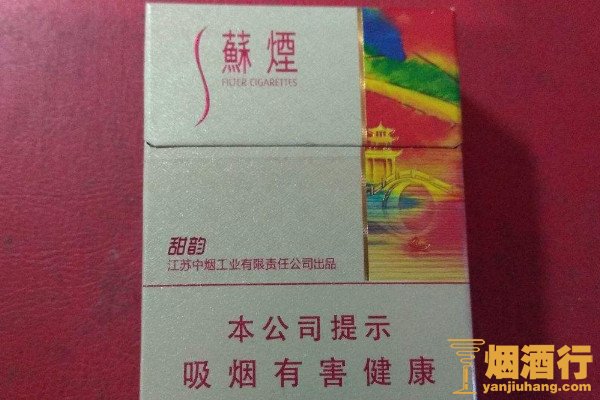 蘇煙
FILTER CIGARETTES
甜韵
江苏中烟工业有限责任公司出品
本公司提示
吸烟有害健康
烟酒行
yanjiuhang.com